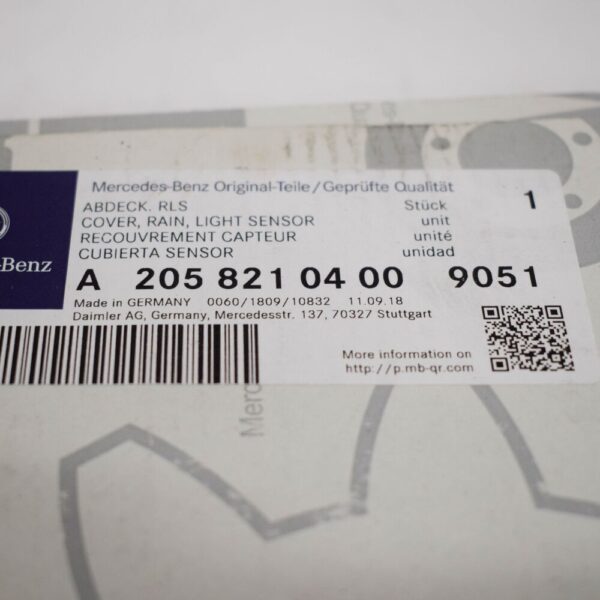 Mercedes-Benz Original-Teile/Geprüfte Qualität
ABDECK. RLS Stück 1
COVER, RAIN, LIGHT SENSOR unit
RECOUVREMENT CAPTEUR unité
CUBIERTA SENSOR unidad
-Benz
A 205 821 04 00 9051
Made in GERMANY 0060/1809/10832 11.09.18
Daimler AG, Germany, Mercedesstr. 137, 70327 Stuttgart
More information on
http://p.mb-qr.com
Merc